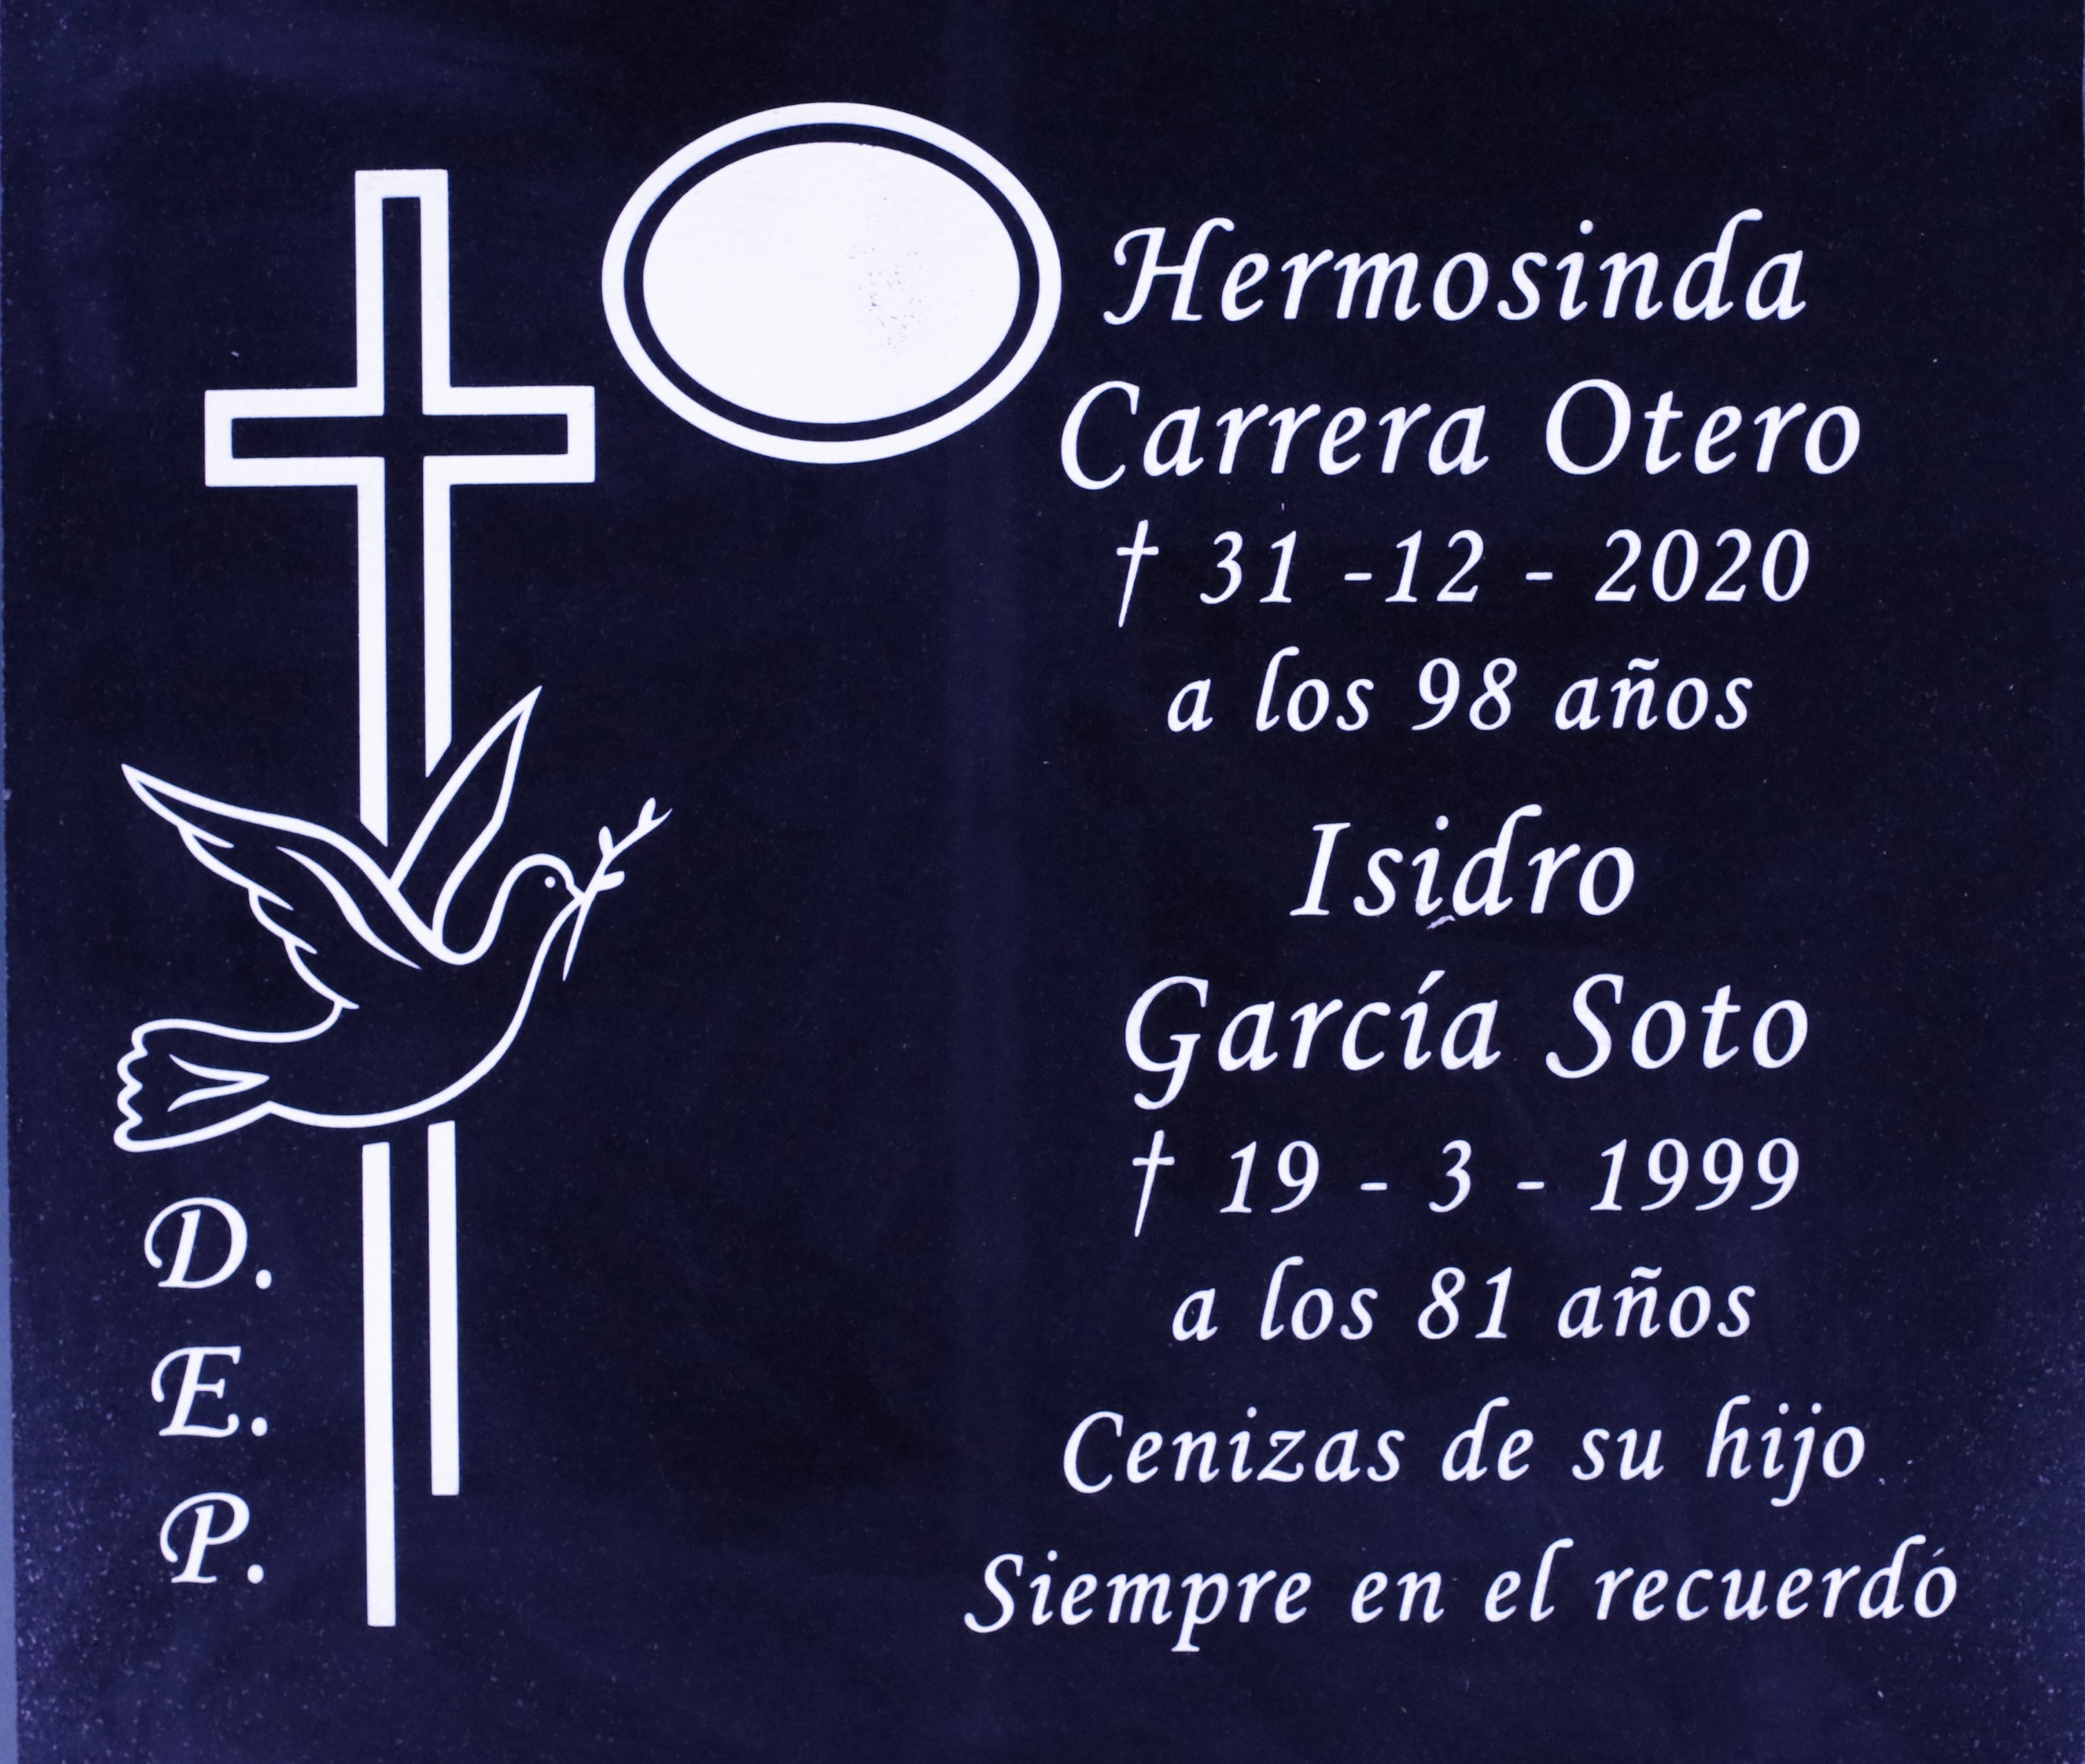 Hermosinda
Carrera Otero
† 31 -12 - 2020
a los 98 años
Isidro
García Soto
† 19 - 3 - 1999
a los 81 años
Cenizas de su hijo
Siempre en el recuerdó
D.
E.
P.